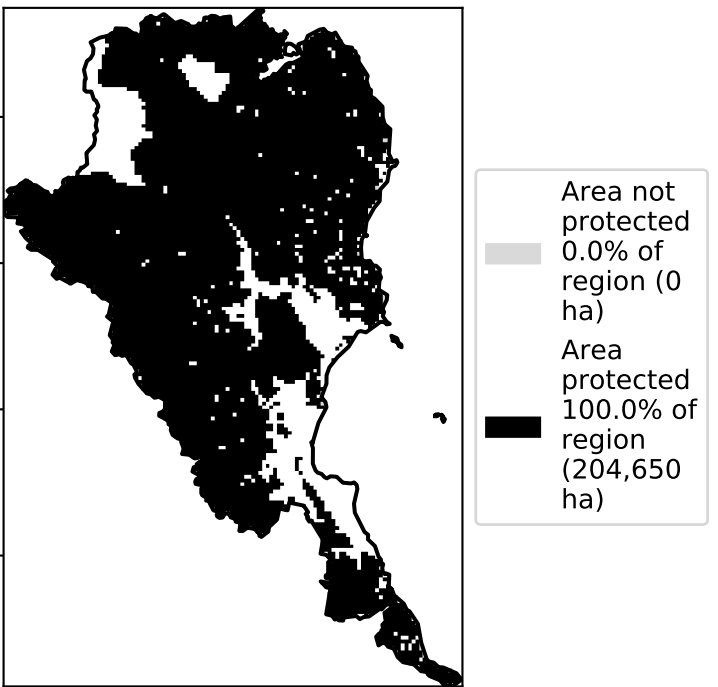 Area not
protected
0.0% of
region (0
ha)
Area
protected
100.0% of
region
(204,650
ha)